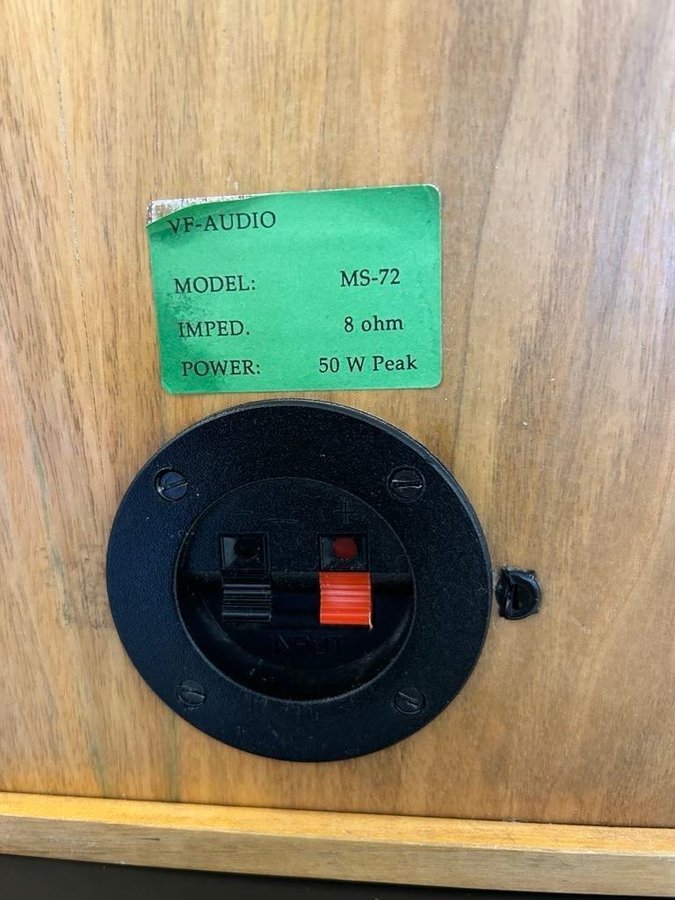 VF-AUDIO
MODEL: MS-72
IMPED. 8 ohm
POWER: 50 W Peak
- +
INPUT